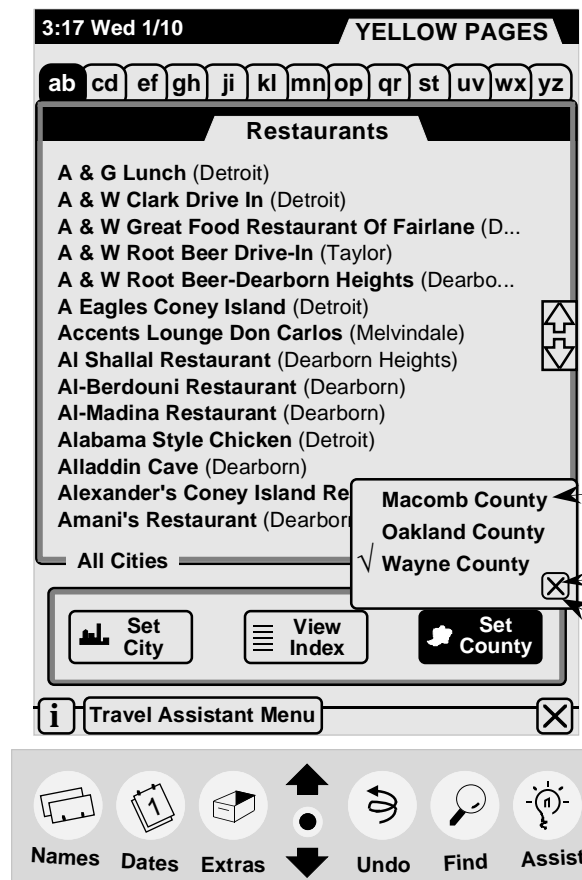 3:17 Wed 1/10 YELLOW PAGES
ab cd ef gh ji kl mn op qr st uv wx yz
Restaurants
A & G Lunch (Detroit)
A & W Clark Drive In (Detroit)
A & W Great Food Restaurant Of Fairlane (D...
A & W Root Beer Drive-In (Taylor)
A & W Root Beer-Dearborn Heights (Dearbo...
A Eagles Coney Island (Detroit)
Accents Lounge Don Carlos (Melvindale)
Al Shallal Restaurant (Dearborn Heights)
Al-Berdouni Restaurant (Dearborn)
Al-Madina Restaurant (Dearborn)
Alabama Style Chicken (Detroit)
Alladdin Cave (Dearborn)
Alexander's Coney Island Re
Amani's Restaurant (Dearborn
Macomb County
Oakland County
√ Wayne County
All Cities
Set City
View Index
Set County
i Travel Assistant Menu
1
Names Dates Extras Undo Find Assist